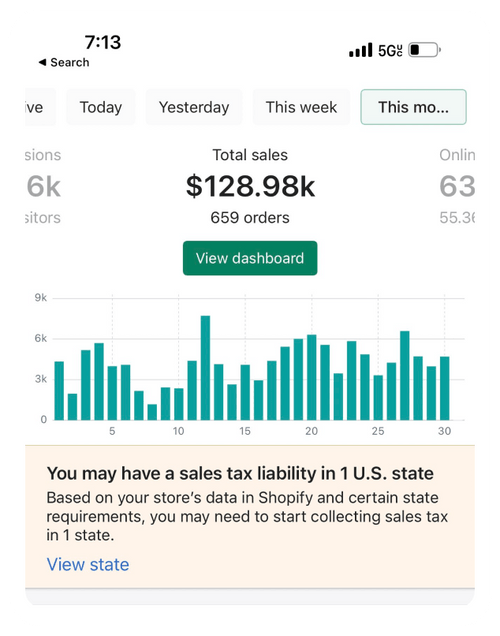 7:13
5G
◀ Search
ive
Today
Yesterday
This week
This mo...
sions
Total sales
Onlin
6k
$128.98k
63
sitors
659 orders
55.36
View dashboard
9k
6k
3k
0
5
10
15
20
25
30
You may have a sales tax liability in 1 U.S. state
Based on your store’s data in Shopify and certain state
requirements, you may need to start collecting sales tax
in 1 state.
View state